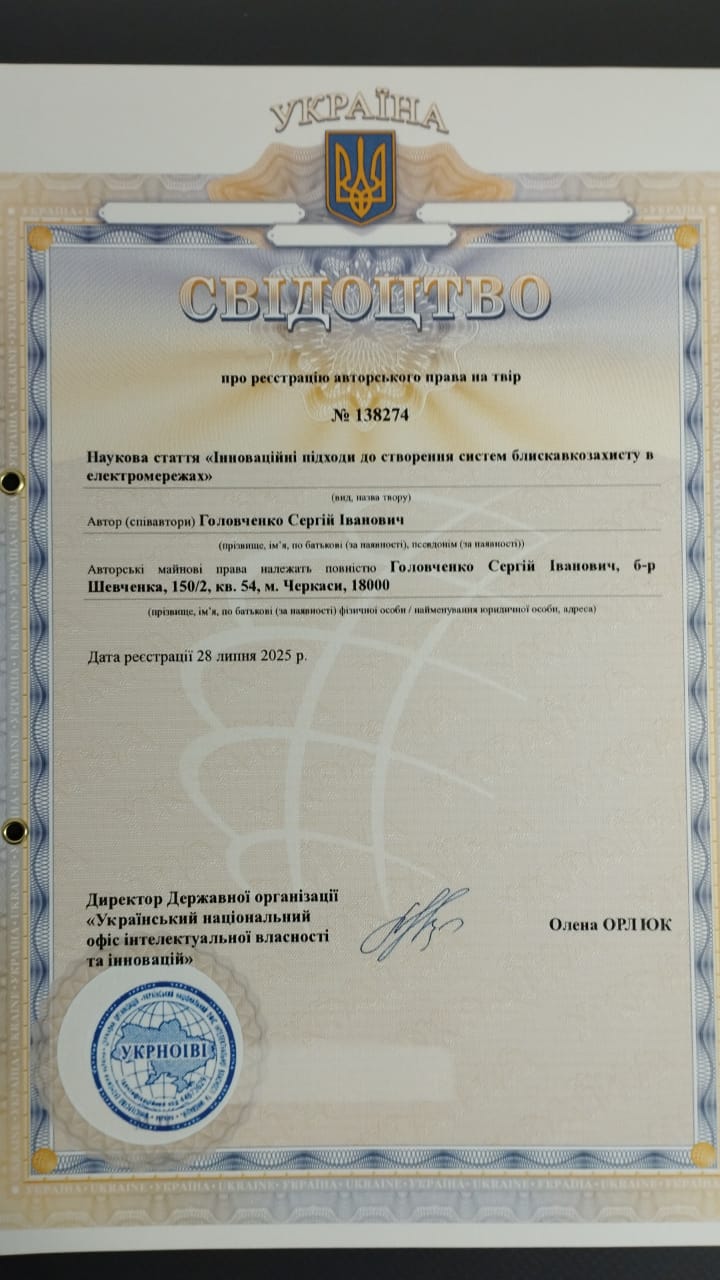 УКРАЇНА
СВІДОЦТВО
про реєстрацію авторського права на твір
№ 138274
Наукова стаття «Інноваційні підходи до створення систем блискавкозахисту в
електромережах»
(вид, назва твору)
Автор (співавтори) Головченко Сергій Іванович
(прізвище, ім’я, по батькові (за наявності), псевдонім (за наявності))
Авторські майнові права належать повністю Головченко Сергій Іванович, б-р
Шевченка, 150/2, кв. 54, м. Черкаси, 18000
(прізвище, ім’я, по батькові (за наявності) фізичної особи / найменування юридичної особи, адреса)
Дата реєстрації 28 липня 2025 р.
Директор Державної організації
«Український національний
офіс інтелектуальної власності
та інновацій»
Олена ОРЛЮК
УКРНОІВІ